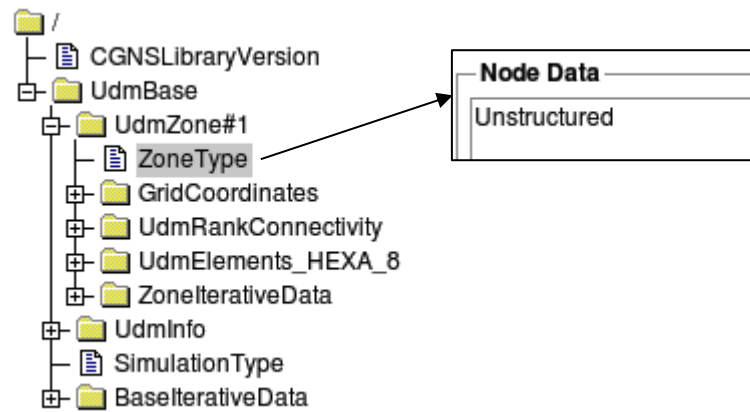 /
CGNSLibraryVersion
UdmBase
UdmZone#1
ZoneType
GridCoordinates
UdmRankConnectivity
UdmElements_HEXA_8
ZoneIterativeData
UdmInfo
SimulationType
BaseIterativeData
Node Data
Unstructured